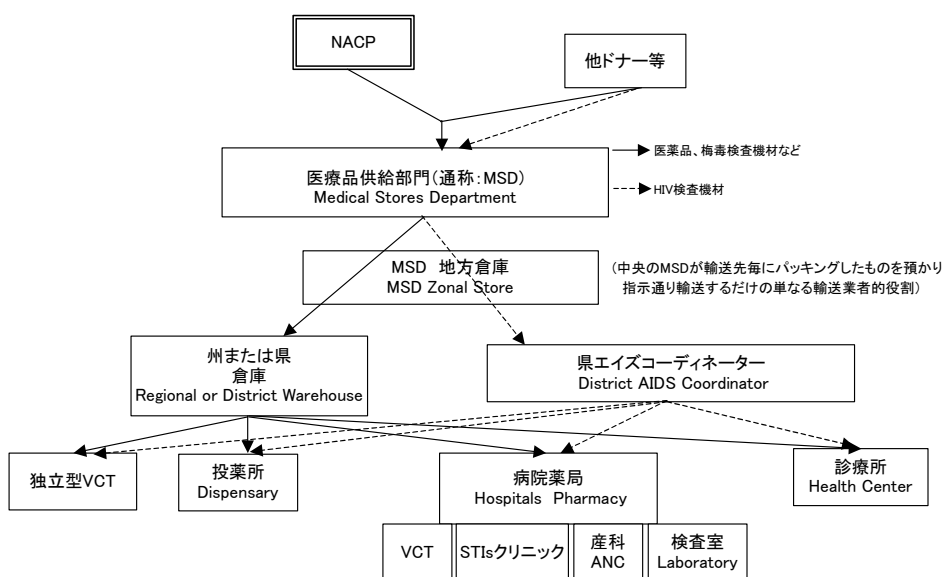 NACP
他ドナー等
医薬品、梅毒検査機材など
医療品供給部門(通称:MSD)
Medical Stores Department
HIV検査機材
MSD 地方倉庫
MSD Zonal Store
(中央のMSDが輸送先毎にパッキングしたものを預かり
指示通り輸送するだけの単なる輸送業者的役割)
州または県
倉庫
Regional or District Warehouse
県エイズコーディネーター
District AIDS Coordinator
独立型VCT
投薬所
Dispensary
病院薬局
Hospitals Pharmacy
診療所
Health Center
VCT
STIsクリニック
産科
ANC
検査室
Laboratory